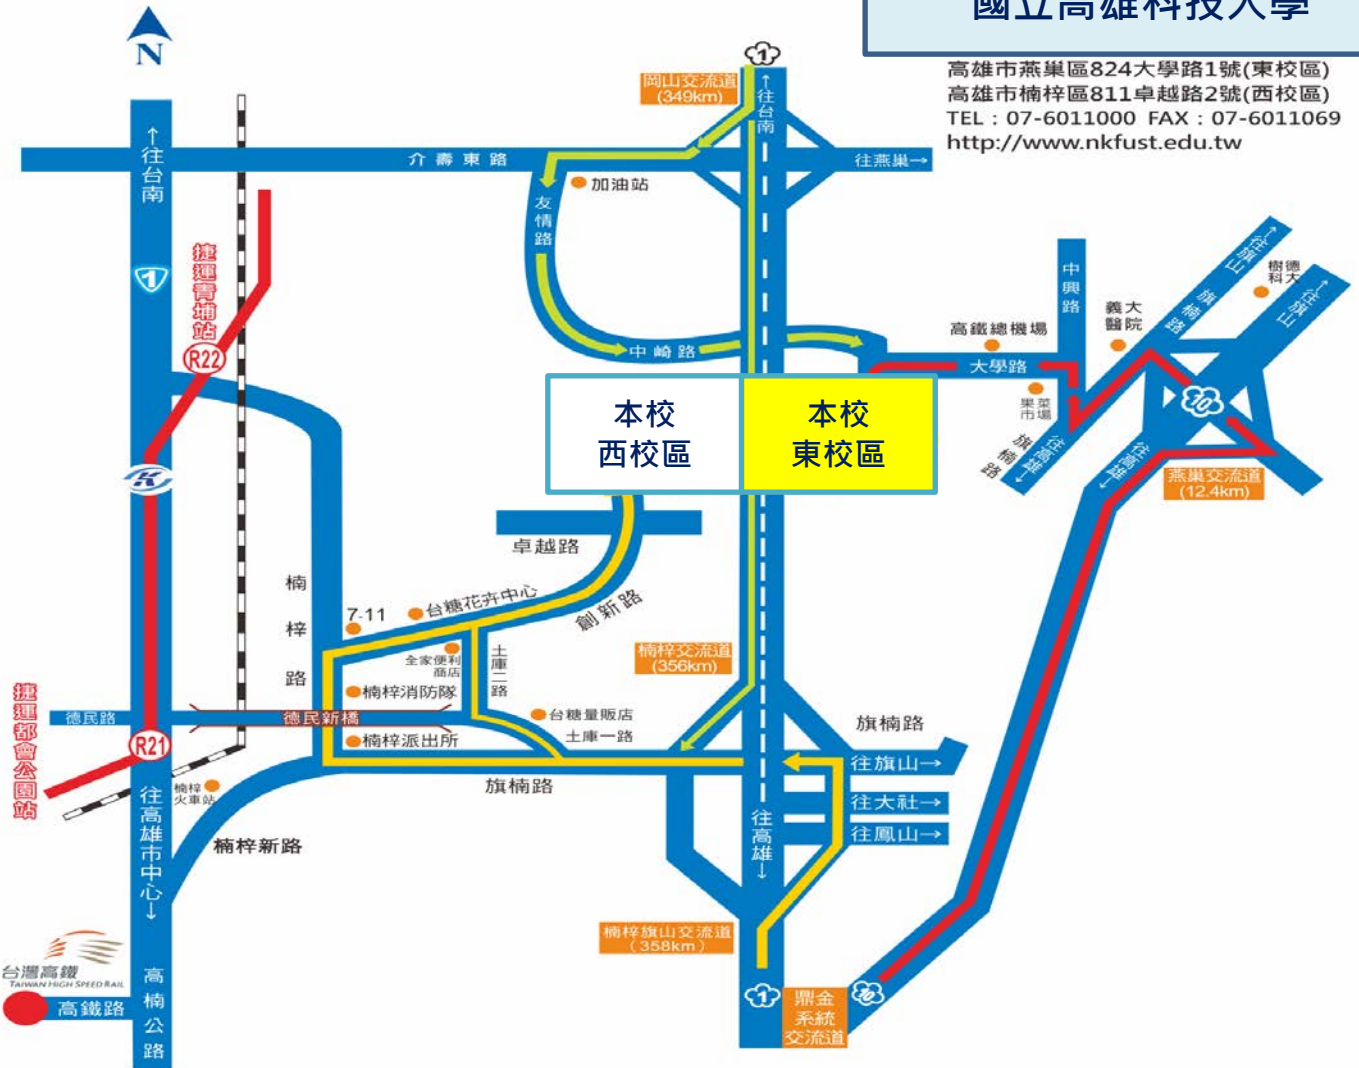 國立高雄科技大學
高雄市燕巢區824大學路1號(東校區)
高雄市楠梓區811卓越路2號(西校區)
TEL：07-6011000 FAX：07-6011069
http://www.nkfust.edu.tw
N
1
岡山交流道
(349km)
↑往台南
↑往台南
介壽東路
往燕巢→
加油站
友情路
1
捷運青埔站
R22
中崎路
中興路
高鐵總機場
大學路
義大
醫院
果菜
市場
↑往旗山
旗楠路
樹德
科大
↑往旗山
10
旗楠路
往高雄↓
往高雄↓
燕巢交流道
(12.4km)
本校
西校區
本校
東校區
K
卓越路
楠梓路
7-11
台糖花卉中心
創新路
全家便利
商店
土庫二路
楠梓交流道
(356km)
楠梓消防隊
捷運都會公園站
德民路
德民新橋
台糖量販店
土庫一路
旗楠路
R21
楠梓派出所
旗楠路
往旗山→
往大社→
往鳳山→
楠梓
火車站
往高雄市中心↓
楠梓新路
往高雄↓
楠梓旗山交流道
(358km)
台灣高鐵
TAIWAN HIGH SPEED RAIL
高鐵路
高楠公路
1
鼎金
系統
交流道
10